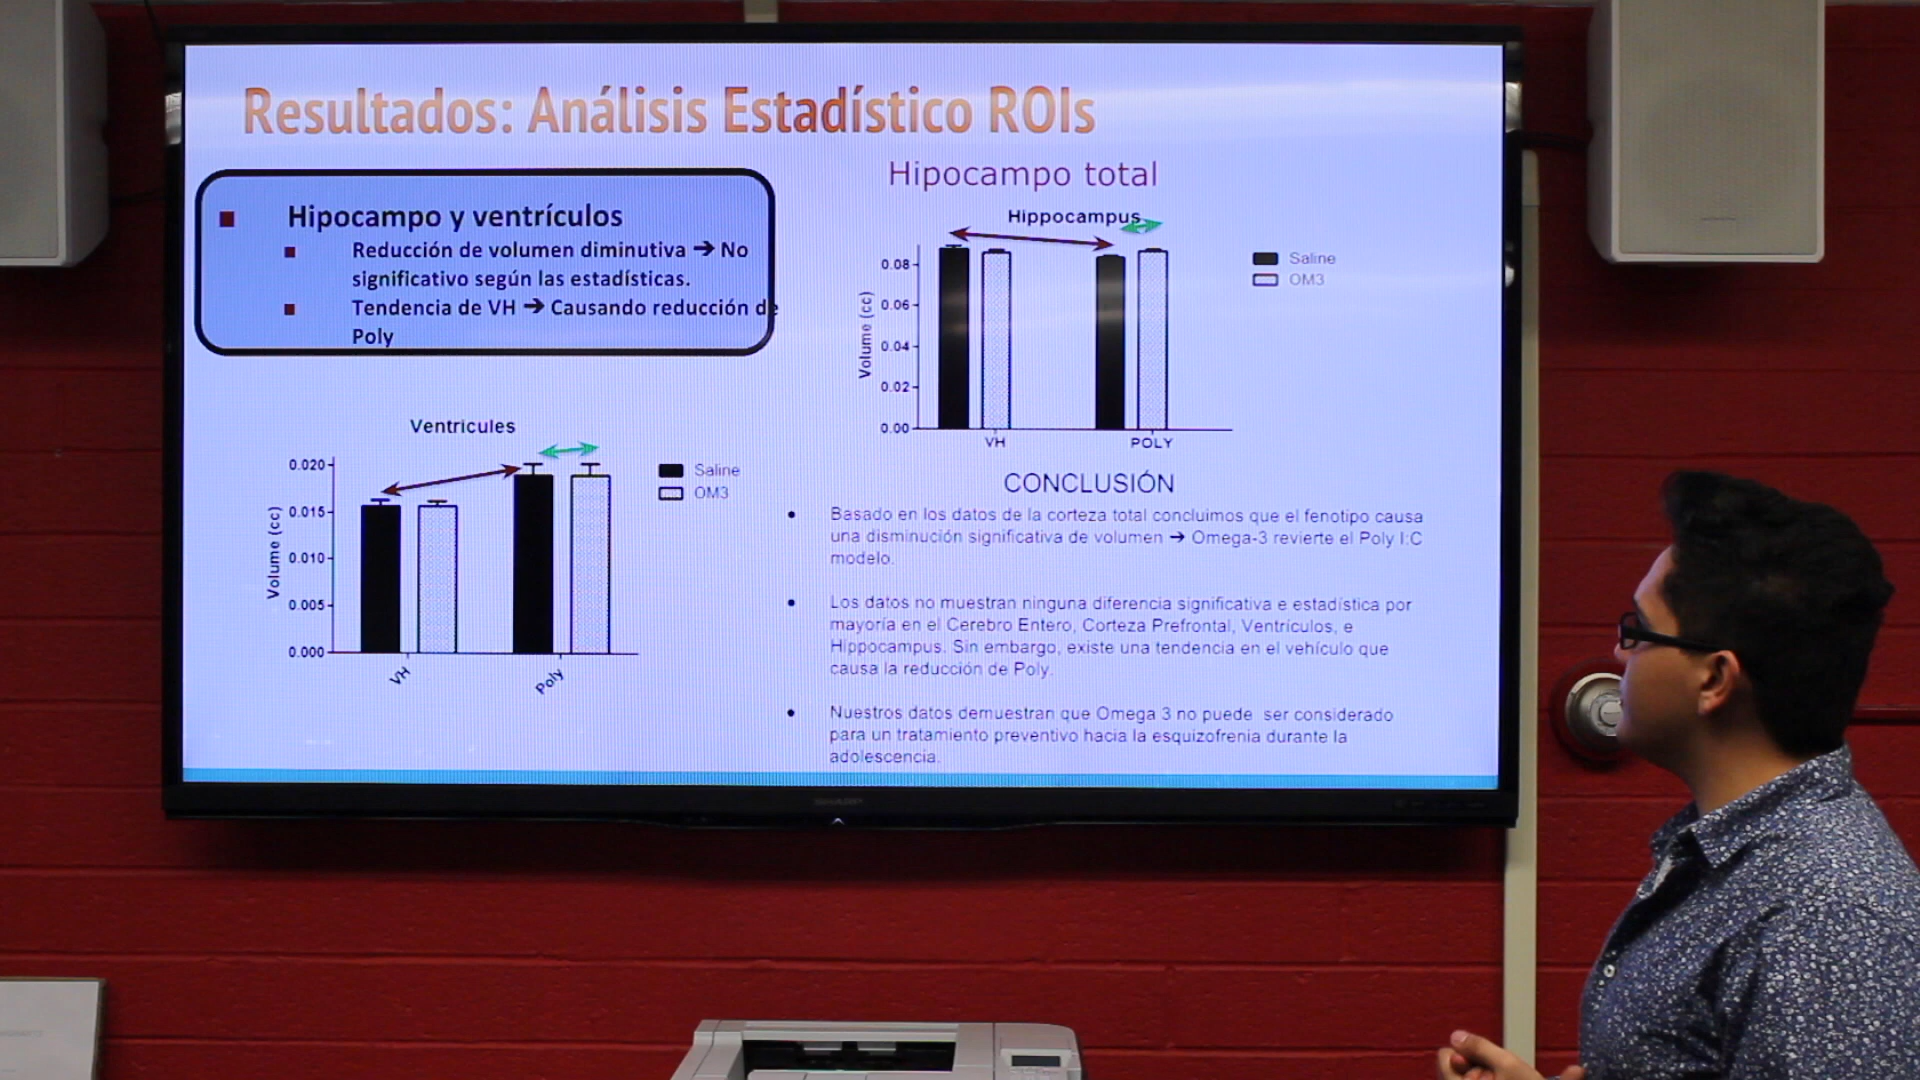 Resultados: Análisis Estadístico ROIs
Hipocampo y ventrículos
Reducción de volumen diminutiva → No
significativo según las estadísticas.
Tendencia de VH → Causando reducción de
Poly
Hipocampo total
Hippocampus
Volume (cc)
0.08
0.06
0.04
0.02
0.00
VH
POLY
Saline
OM3
Ventricules
Volume (cc)
0.020
0.015
0.010
0.005
0.000
VH
Poly
Saline
OM3
CONCLUSIÓN
• Basado en los datos de la corteza total concluimos que el fenotipo causa
una disminución significativa de volumen → Omega-3 revierte el Poly I:C
modelo.
• Los datos no muestran ninguna diferencia significativa e estadística por
mayoría en el Cerebro Entero, Corteza Prefrontal, Ventrículos, e
Hippocampus. Sin embargo, existe una tendencia en el vehículo que
causa la reducción de Poly.
• Nuestros datos demuestran que Omega 3 no puede ser considerado
para un tratamiento preventivo hacia la esquizofrenia durante la
adolescencia.
SHARP